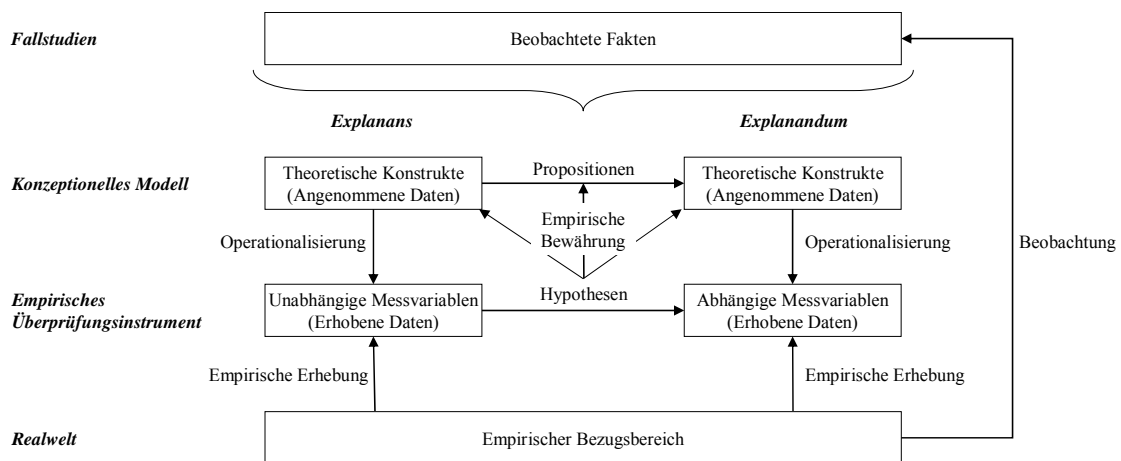 Fallstudien
Beobachtete Fakten
Explanans
Explanandum
Konzeptionelles Modell
Theoretische Konstrukte
(Angenommene Daten)
Propositionen
Theoretische Konstrukte
(Angenommene Daten)
Empirische
Bewährung
Operationalisierung
Operationalisierung
Beobachtung
Empirisches
Überprüfungsinstrument
Unabhängige Messvariablen
(Erhobene Daten)
Hypothesen
Abhängige Messvariablen
(Erhobene Daten)
Empirische Erhebung
Empirische Erhebung
Realwelt
Empirischer Bezugsbereich